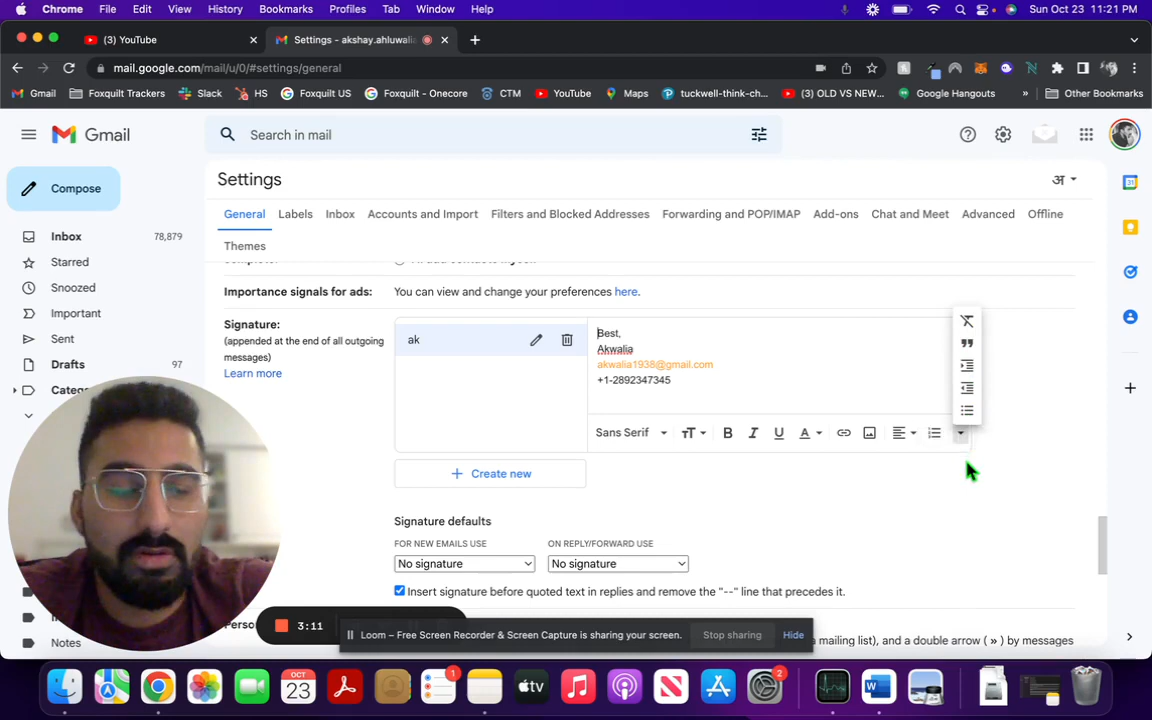 Chrome File Edit View History Bookmarks Profiles Tab Window Help Sun Oct 23 11:21 PM
(3) YouTube
Settings - akshay.ahluwalia
mail.google.com/mail/u/0/#settings/general
Gmail Foxquilt Trackers Slack HS Foxquilt US Foxquilt - Onecore CTM YouTube Maps tuckwell-think-ch... (3) OLD VS NEW... Google Hangouts » Other Bookmarks
Gmail
Search in mail
Compose
Settings
अ
General Labels Inbox Accounts and Import Filters and Blocked Addresses Forwarding and POP/IMAP Add-ons Chat and Meet Advanced Offline
Themes
Inbox 78,879
Starred
Snoozed
Important
Sent
Drafts 97
Categ
Notes
Importance signals for ads: You can view and change your preferences here.
Signature:
(appended at the end of all outgoing
messages)
Learn more
ak
Best,
Akwalia
akwalia1938@gmail.com
+1-2892347345
Sans Serif
Create new
Signature defaults
FOR NEW EMAILS USE ON REPLY/FORWARD USE
No signature No signature
Insert signature before quoted text in replies and remove the "--" line that precedes it.
Perso
a mailing list), and a double arrow ( » ) by messages
3:11
Loom – Free Screen Recorder & Screen Capture is sharing your screen. Stop sharing Hide
OCT
23
1
2